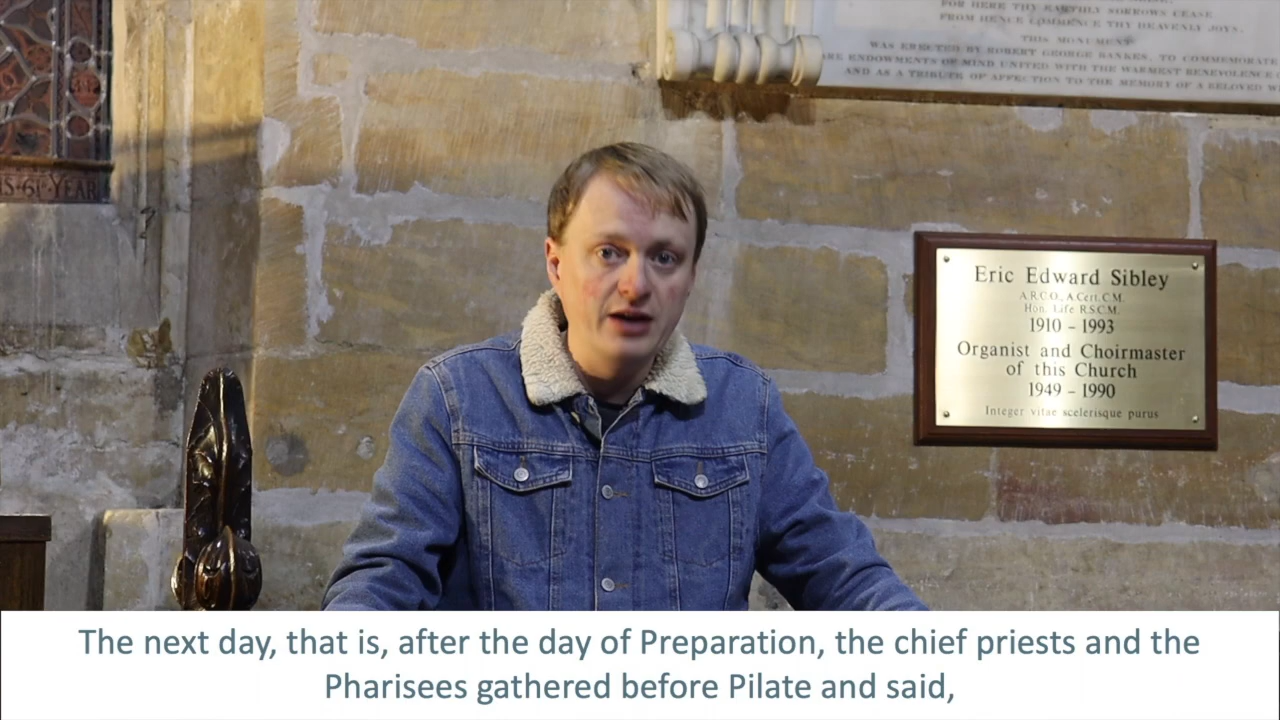 FOR HERE THY EARTHLY SORROWS CEASE
FROM HENCE COMMENCE THY HEAVENLY JOYS.
THIS MONUMENT
WAS ERECTED BY ROBERT GEORGE BANKES, TO COMMEMORATE
ENDOWMENTS OF MIND UNITED WITH THE WARMEST BENEVOLENCE
AND AS A TRIBUTE OF AFFECTION TO THE MEMORY OF A BELOVED
61 YEAR
Eric Edward Sibley
A.R.C.O., A.Cert.C.M.
Hon. Life R.S.C.M.
1910 – 1993
Organist and Choirmaster
of this Church
1949 – 1990
Integer vitae scelerisque purus
The next day, that is, after the day of Preparation, the chief priests and the
Pharisees gathered before Pilate and said,